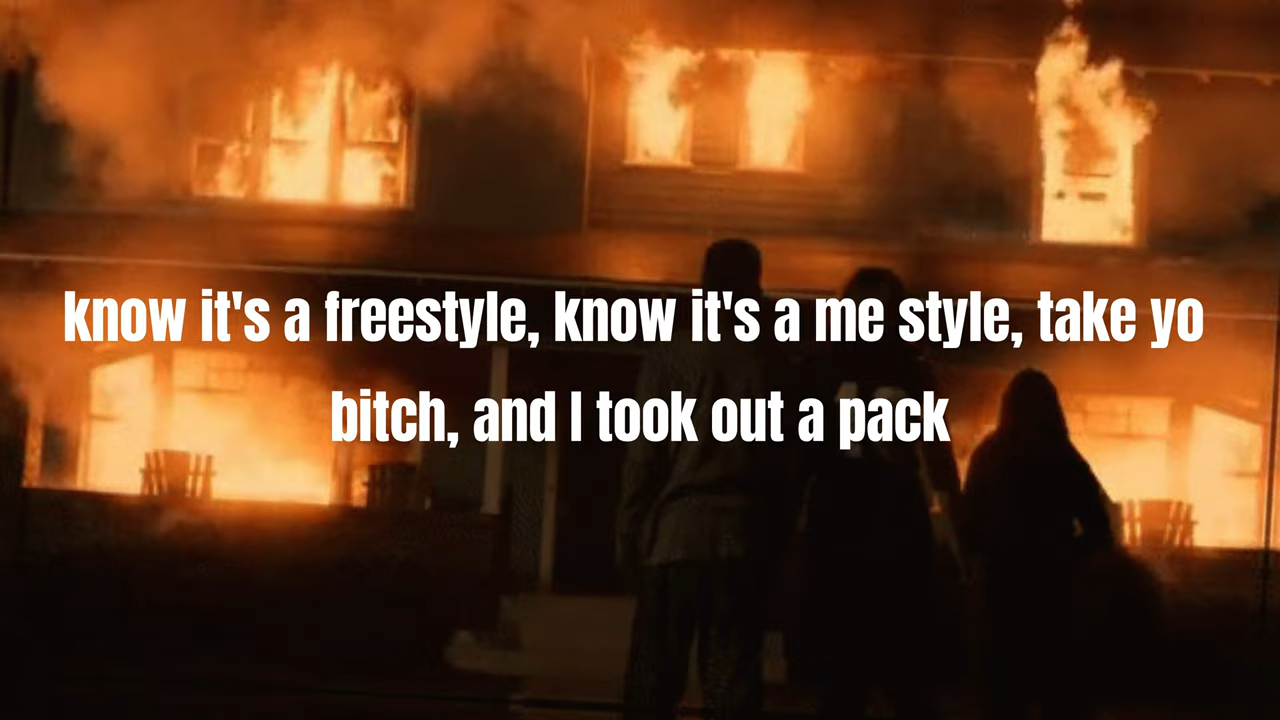 know it's a freestyle, know it's a me style, take yo
bitch, and I took out a pack